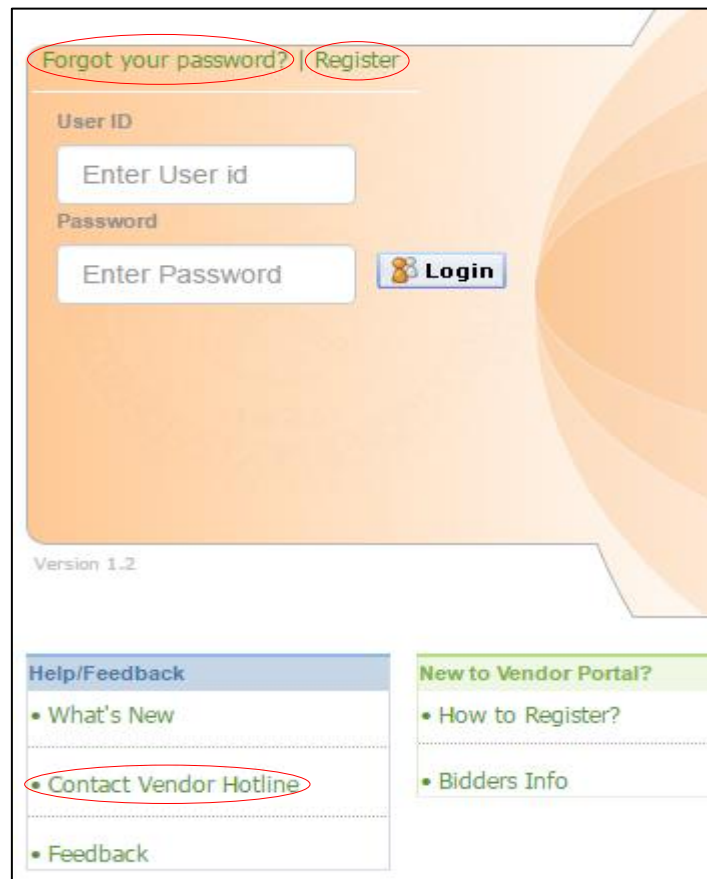 Forgot your password? | Register
User ID
Enter User id
Password
Enter Password
Login
Version 1.2
Help/Feedback
• What's New
• Contact Vendor Hotline
• Feedback
New to Vendor Portal?
• How to Register?
• Bidders Info